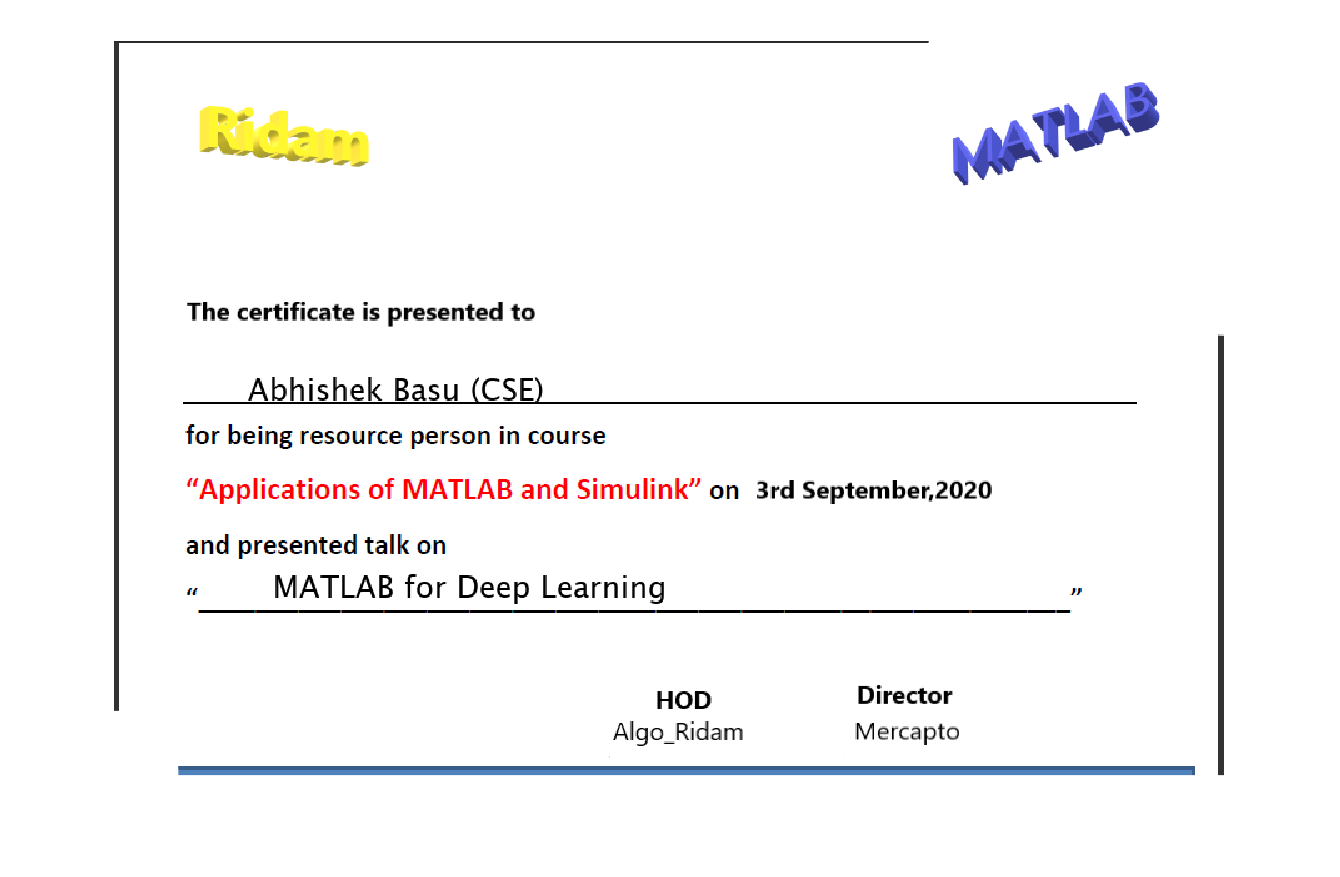 Ridam
MATLAB
The certificate is presented to
Abhishek Basu (CSE)
for being resource person in course
“Applications of MATLAB and Simulink” on 3rd September,2020
and presented talk on
“ MATLAB for Deep Learning ”
HOD Director
Algo_Ridam Mercapto